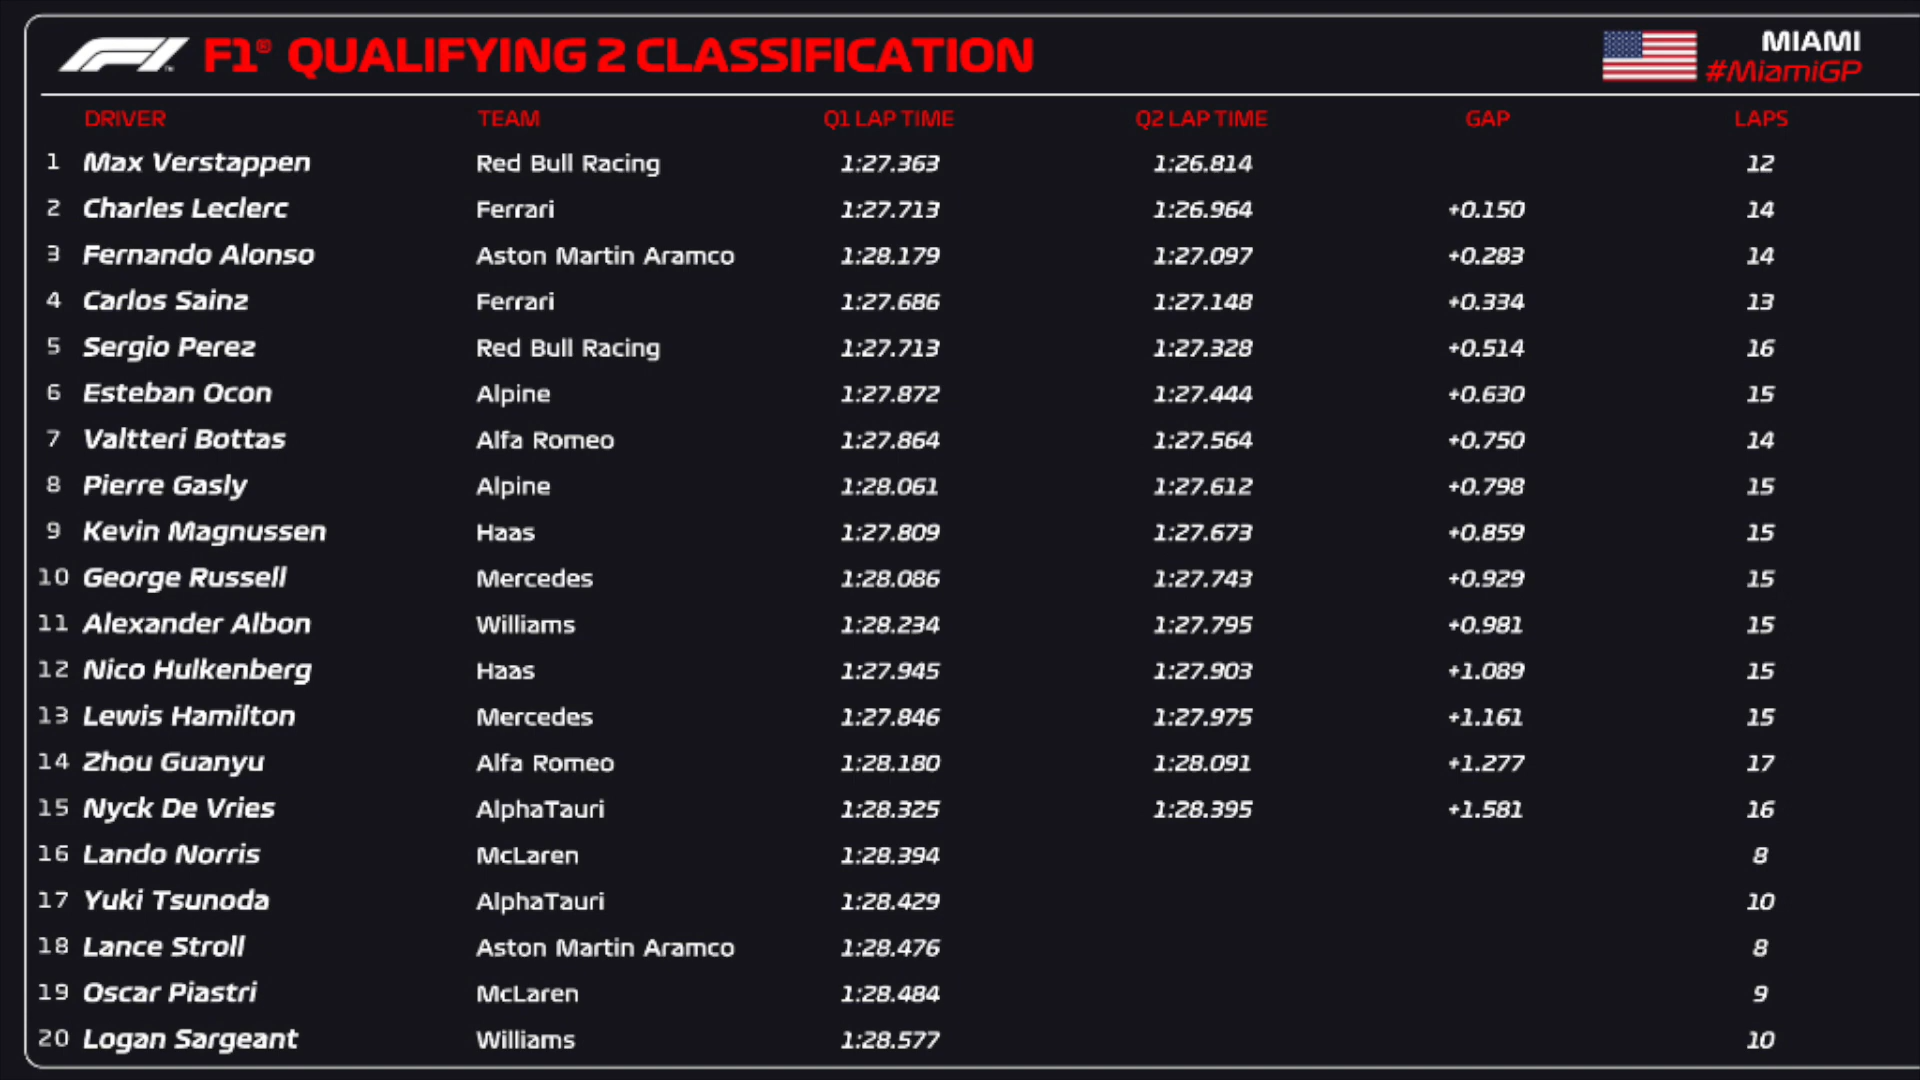 F1® QUALIFYING 2 CLASSIFICATION MIAMI
#MiamiGP
DRIVER TEAM Q1 LAP TIME Q2 LAP TIME GAP LAPS
1 Max Verstappen Red Bull Racing 1:27.363 1:26.814 12
2 Charles Leclerc Ferrari 1:27.713 1:26.964 +0.150 14
3 Fernando Alonso Aston Martin Aramco 1:28.179 1:27.097 +0.283 14
4 Carlos Sainz Ferrari 1:27.686 1:27.148 +0.334 13
5 Sergio Perez Red Bull Racing 1:27.713 1:27.328 +0.514 16
6 Esteban Ocon Alpine 1:27.872 1:27.444 +0.630 15
7 Valtteri Bottas Alfa Romeo 1:27.864 1:27.564 +0.750 14
8 Pierre Gasly Alpine 1:28.061 1:27.612 +0.798 15
9 Kevin Magnussen Haas 1:27.809 1:27.673 +0.859 15
10 George Russell Mercedes 1:28.086 1:27.743 +0.929 15
11 Alexander Albon Williams 1:28.234 1:27.795 +0.981 15
12 Nico Hulkenberg Haas 1:27.945 1:27.903 +1.089 15
13 Lewis Hamilton Mercedes 1:27.846 1:27.975 +1.161 15
14 Zhou Guanyu Alfa Romeo 1:28.180 1:28.091 +1.277 17
15 Nyck De Vries AlphaTauri 1:28.325 1:28.395 +1.581 16
16 Lando Norris McLaren 1:28.394 8
17 Yuki Tsunoda AlphaTauri 1:28.429 10
18 Lance Stroll Aston Martin Aramco 1:28.476 8
19 Oscar Piastri McLaren 1:28.484 9
20 Logan Sargeant Williams 1:28.577 10